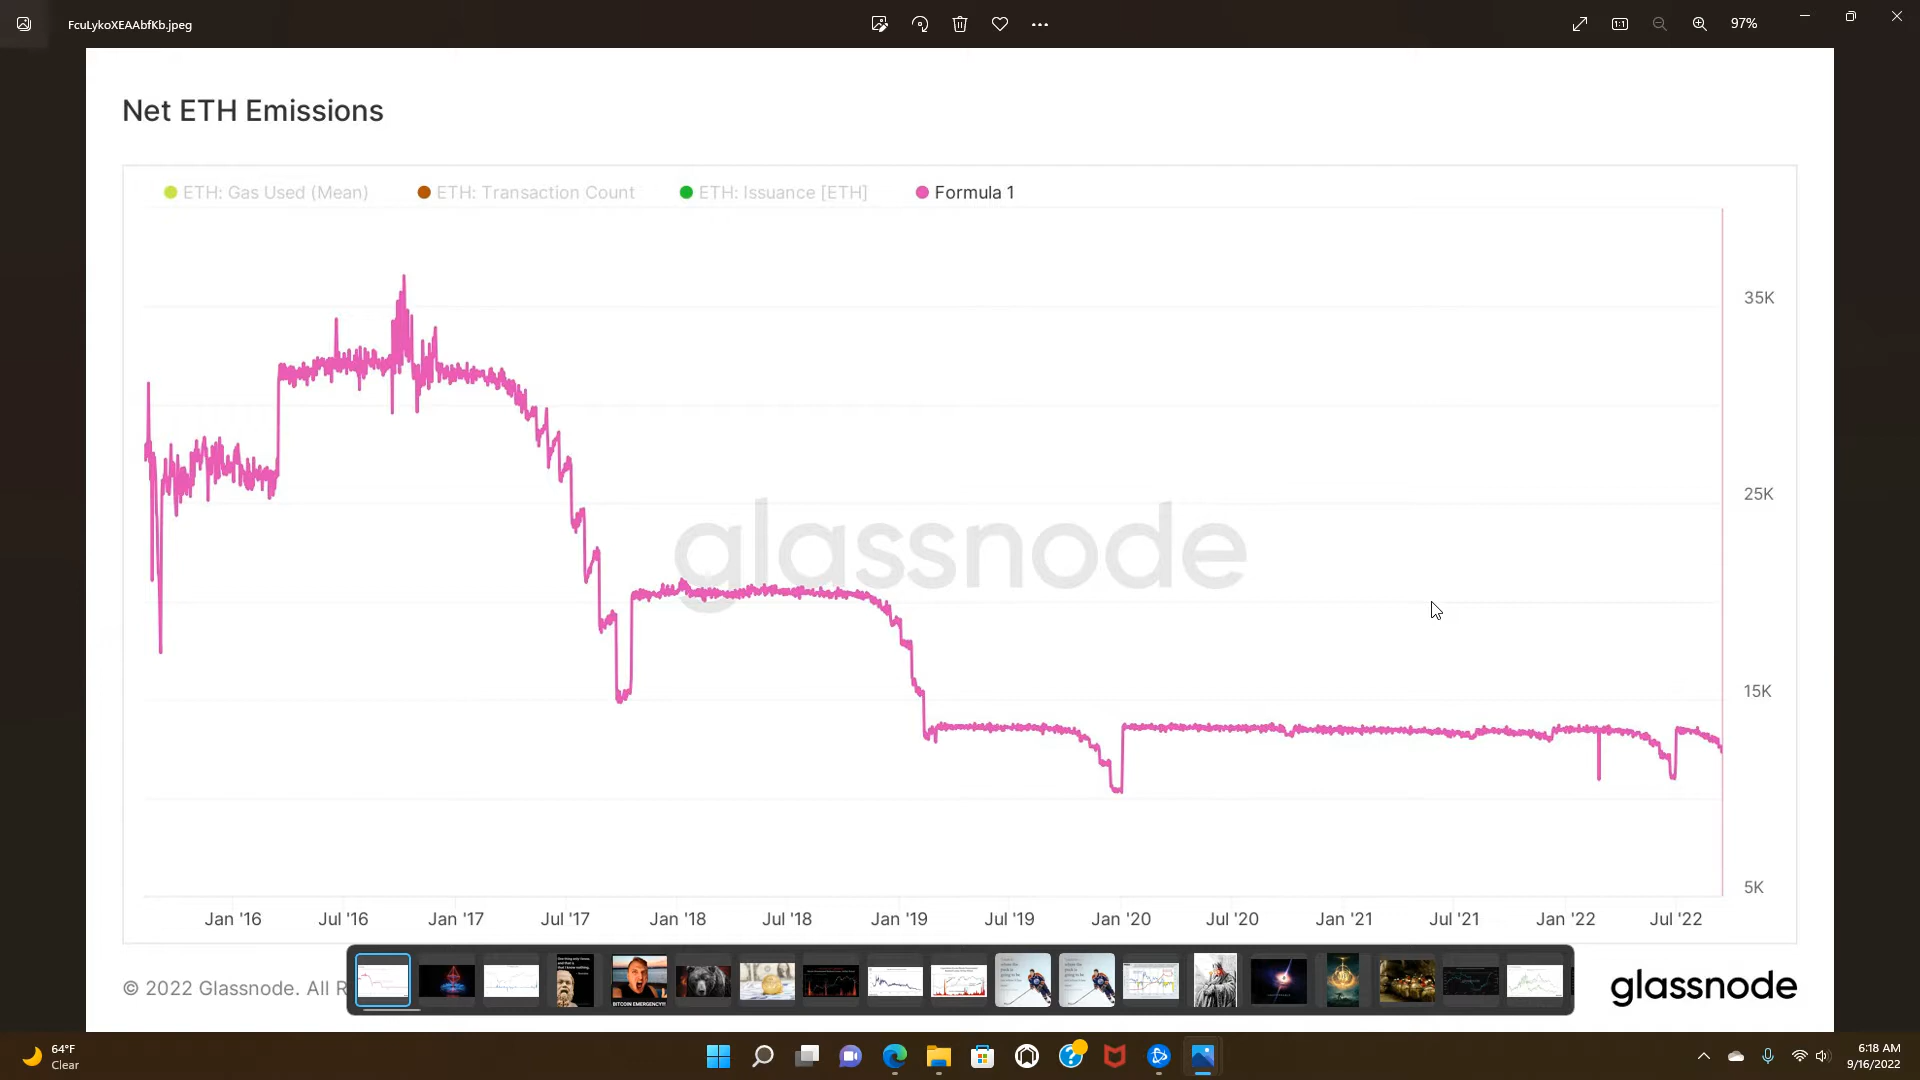 FcuLykoXEAAbfKb.jpeg
97%
Net ETH Emissions
ETH: Gas Used (Mean) ETH: Transaction Count ETH: Issuance [ETH] Formula 1
35K
25K
glassnode
15K
5K
Jan '16 Jul '16 Jan '17 Jul '17 Jan '18 Jul '18 Jan '19 Jul '19 Jan '20 Jul '20 Jan '21 Jul '21 Jan '22 Jul '22
BITCOIN EMERGENCY!!
© 2022 Glassnode. All R
glassnode
64°F
Clear
6:18 AM
9/16/2022